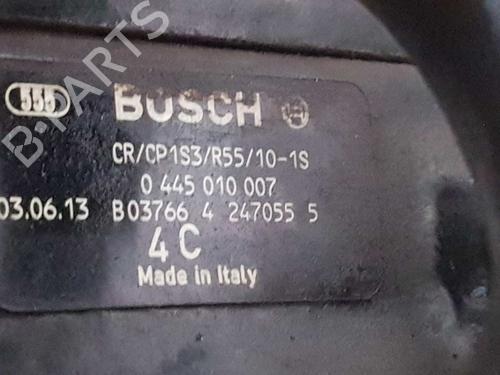 B-PARTS
555 BOSCH
CR/CP1S3/R55/10-1S
0 445 010 007
03.06.13 B03766 4 247055 5
4C
Made in Italy